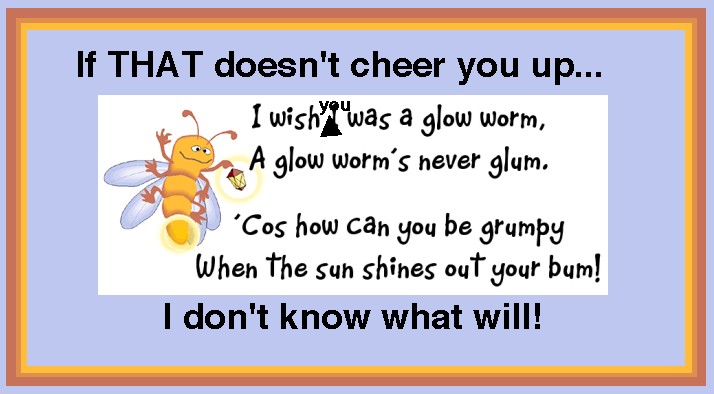 If THAT doesn't cheer you up...
you
I wish I was a glow worm,
A glow worm's never glum.
'Cos how can you be grumpy
When the sun shines out your bum!
I don't know what will!